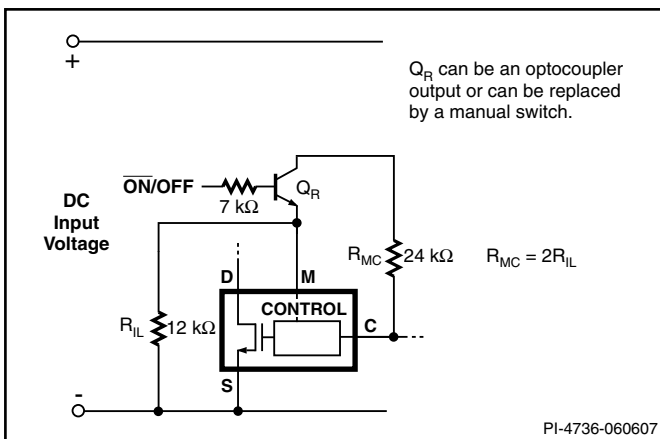 +
Q_R can be an optocoupler
output or can be replaced
by a manual switch.
O̅N̅/OFF
7 kΩ
Q_R
DC
Input
Voltage
R_MC
24 kΩ
R_MC = 2R_IL
D
M
CONTROL
C
R_IL
12 kΩ
S
-
PI-4736-060607